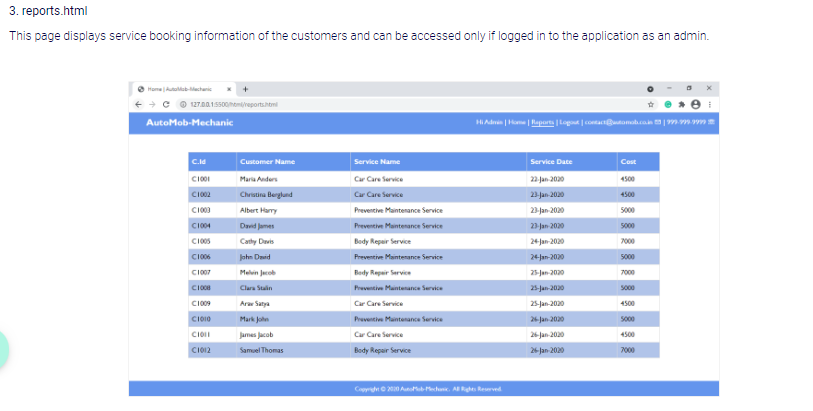 3. reports.html
This page displays service booking information of the customers and can be accessed only if logged in to the application as an admin.
Home | AutoMob-Mechanic × +
127.0.0.1:5500/html/reports.html
AutoMob-Mechanic Hi Admin | Home | Reports | Logout | contact@automob.co.in | 999-999-9999
C.Id Customer Name Service Name Service Date Cost
C1001 Maria Anders Car Care Service 22-Jan-2020 4500
C1002 Christina Berglund Car Care Service 23-Jan-2020 4500
C1003 Albert Harry Preventive Maintenance Service 23-Jan-2020 5000
C1004 David James Preventive Maintenance Service 23-Jan-2020 5000
C1005 Cathy Davis Body Repair Service 24-Jan-2020 7000
C1006 John David Preventive Maintenance Service 24-Jan-2020 5000
C1007 Melvin Jacob Body Repair Service 25-Jan-2020 7000
C1008 Clara Stalin Preventive Maintenance Service 25-Jan-2020 5000
C1009 Arav Satya Car Care Service 25-Jan-2020 4500
C1010 Mark John Preventive Maintenance Service 26-Jan-2020 5000
C1011 James Jacob Car Care Service 26-Jan-2020 4500
C1012 Samuel Thomas Body Repair Service 26-Jan-2020 7000
Copyright © 2020 AutoMob-Mechanic. All Rights Reserved.